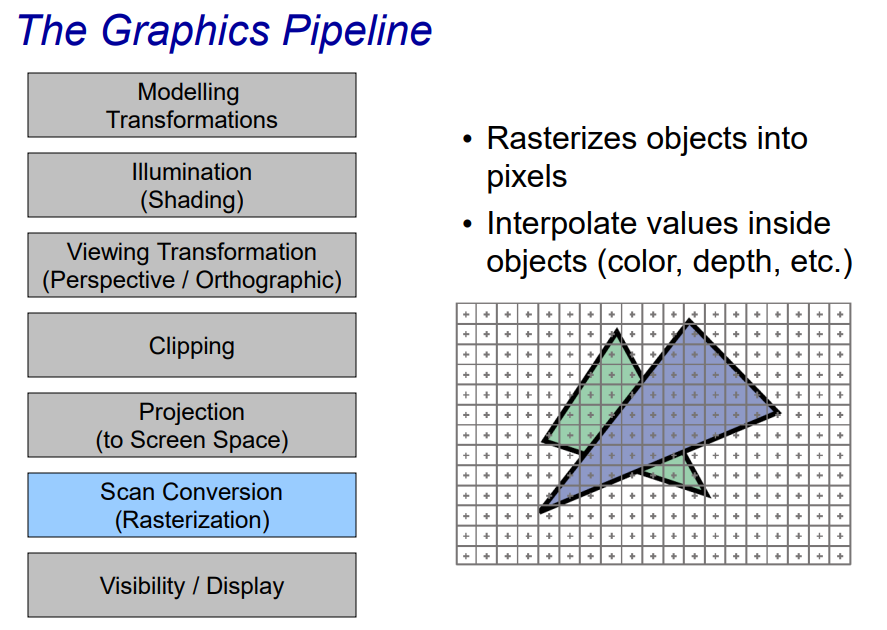 The Graphics Pipeline
Modelling
Transformations
Illumination
(Shading)
Viewing Transformation
(Perspective / Orthographic)
Clipping
Projection
(to Screen Space)
Scan Conversion
(Rasterization)
Visibility / Display
• Rasterizes objects into
pixels
• Interpolate values inside
objects (color, depth, etc.)